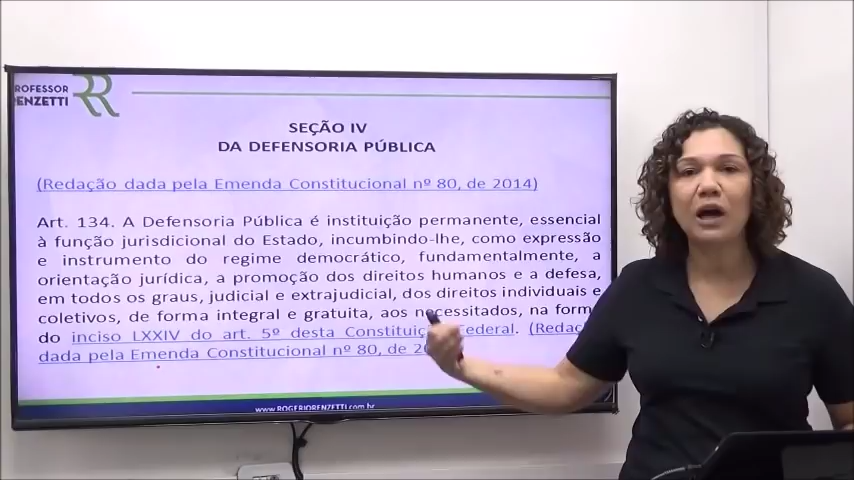 PROFESSOR
RENZETTI
SEÇÃO IV
DA DEFENSORIA PÚBLICA
(Redação dada pela Emenda Constitucional nº 80, de 2014)
Art. 134. A Defensoria Pública é instituição permanente, essencial
à função jurisdicional do Estado, incumbindo-lhe, como expressão
e instrumento do regime democrático, fundamentalmente, a
orientação jurídica, a promoção dos direitos humanos e a defesa,
em todos os graus, judicial e extrajudicial, dos direitos individuais e
coletivos, de forma integral e gratuita, aos necessitados, na form
do inciso LXXIV do art. 5º desta Constituição Federal. (Redaç
dada pela Emenda Constitucional nº 80, de
WWW.ROGERIORENZETTI.COM.br